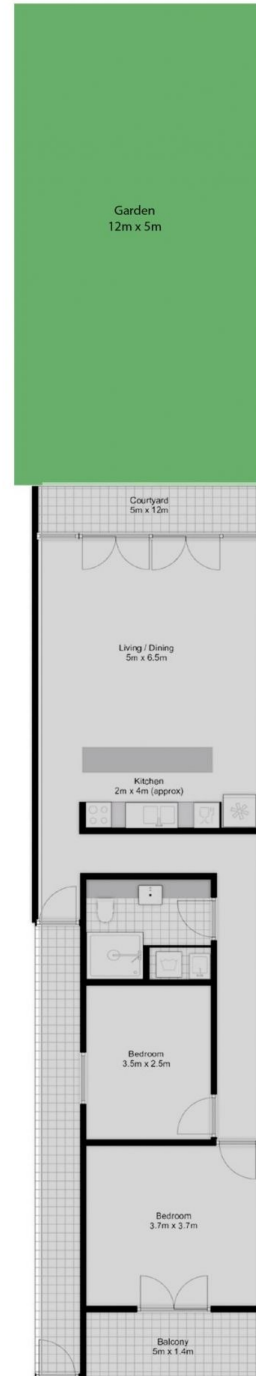 Garden
12m x 5m
Courtyard
5m x 12m
Living / Dining
5m x 6.5m
Kitchen
2m x 4m (approx)
Bedroom
3.5m x 2.5m
Bedroom
3.7m x 3.7m
Balcony
5m x 1.4m